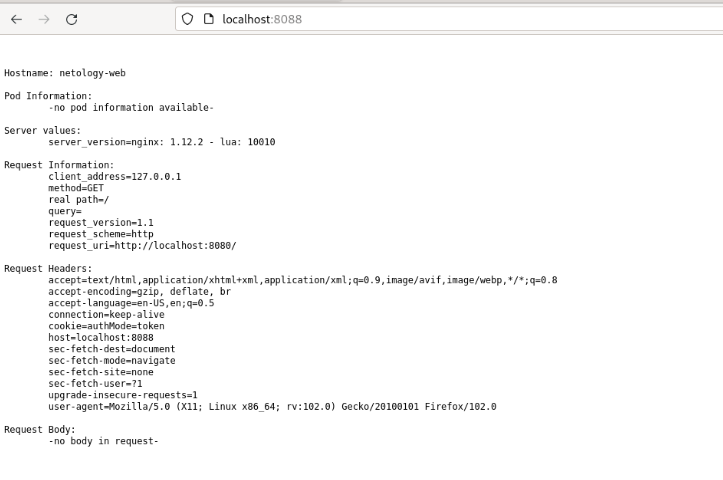 localhost:8088
Hostname: netology-web
Pod Information:
-no pod information available-
Server values:
server_version=nginx: 1.12.2 - lua: 10010
Request Information:
client_address=127.0.0.1
method=GET
real path=/
query=
request_version=1.1
request_scheme=http
request_uri=http://localhost:8080/
Request Headers:
accept=text/html,application/xhtml+xml,application/xml;q=0.9,image/avif,image/webp,*/*;q=0.8
accept-encoding=gzip, deflate, br
accept-language=en-US,en;q=0.5
connection=keep-alive
cookie=authMode=token
host=localhost:8088
sec-fetch-dest=document
sec-fetch-mode=navigate
sec-fetch-site=none
sec-fetch-user=?1
upgrade-insecure-requests=1
user-agent=Mozilla/5.0 (X11; Linux x86_64; rv:102.0) Gecko/20100101 Firefox/102.0
Request Body:
-no body in request-